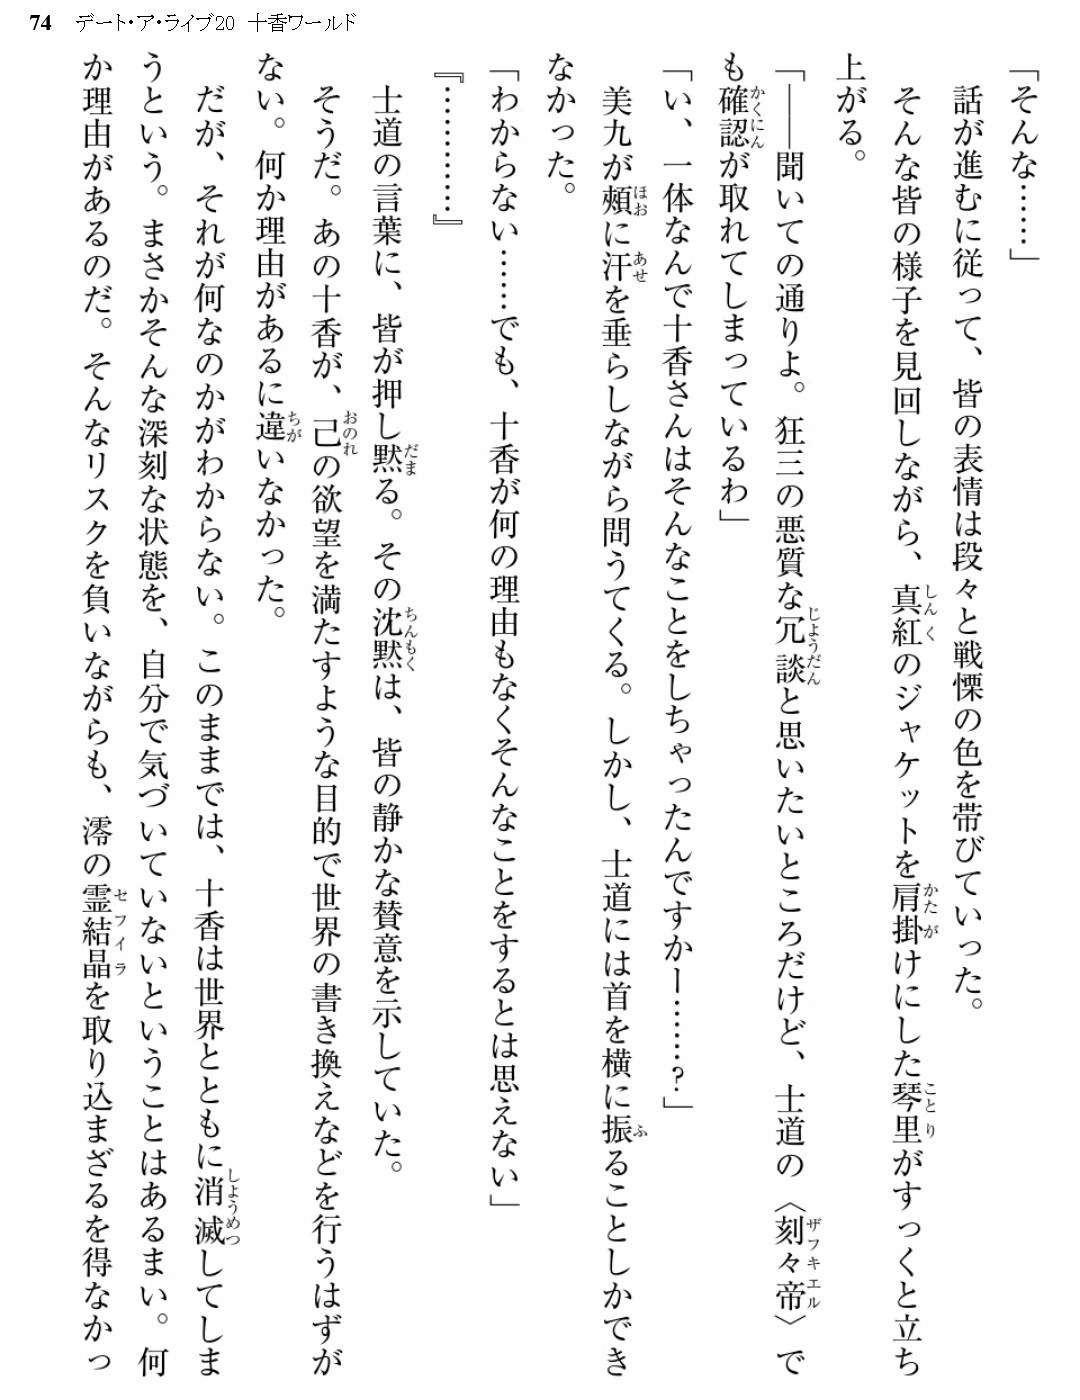 74 デート・ア・ライブ20 十香ワールド
「そんな……」
話が進むに従って、皆の表情は段々と戦慄の色を帯びていった。
そんな皆の様子を見回しながら、真紅のジャケットを肩掛けにした琴里がすっくと立ち
上がる。
「――聞いての通りよ。狂三の悪質な冗談と思いたいところだけど、士道の〈刻々帝〉で
も確認が取れてしまっているわ」
「い、一体なんで十香さんはそんなことをしちゃったんですかー……？」
美九が頰に汗を垂らしながら問うてくる。しかし、士道には首を横に振ることしかでき
なかった。
「わからない……でも、十香が何の理由もなくそんなことをするとは思えない」
『…………』
士道の言葉に、皆が押し黙る。その沈黙は、皆の静かな賛意を示していた。
そうだ。あの十香が、己の欲望を満たすような目的で世界の書き換えなどを行うはずが
ない。何か理由があるに違いなかった。
だが、それが何なのかがわからない。このままでは、十香は世界とともに消滅してしま
うという。まさかそんな深刻な状態を、自分で気づいていないということはあるまい。何
か理由があるのだ。そんなリスクを負いながらも、澪の霊結晶を取り込まざるを得なかっ